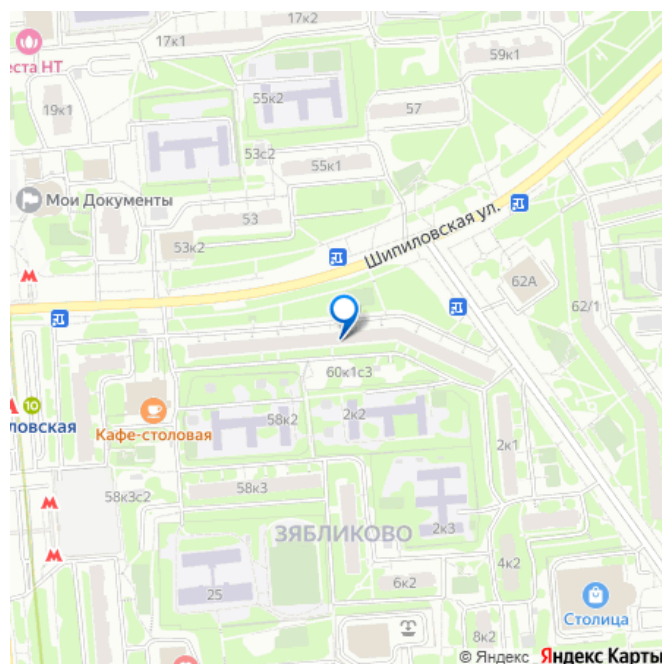 17к2
17к1
59к1
еста НТ
55к2
19к1
57
53с2
55к1
Мои Документы
53
Шипиловская ул.
53к2
62А
62/1
60к1с3
10
ловская
Кафе-столовая
58к2
2к2
2к1
58к3
58к3с2
ЗЯБЛИКОВО
2к3
4к2
25
6к2
Столица
8к2
© Яндекс Яндекс Карты